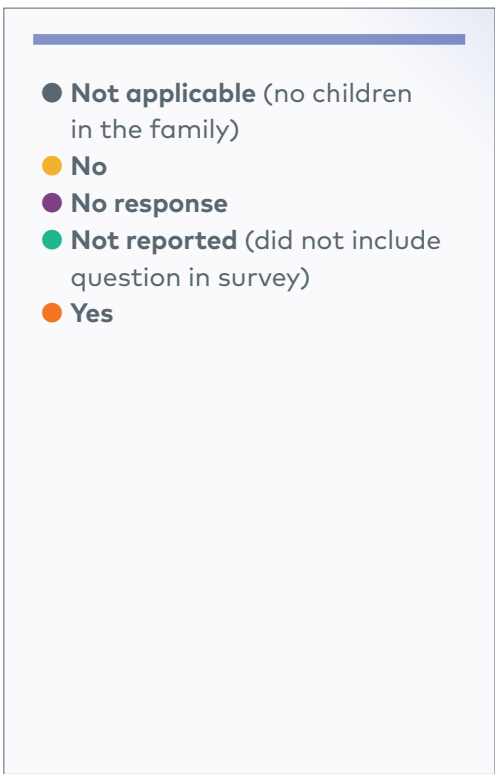 Not applicable (no children
in the family)
No
No response
Not reported (did not include
question in survey)
Yes